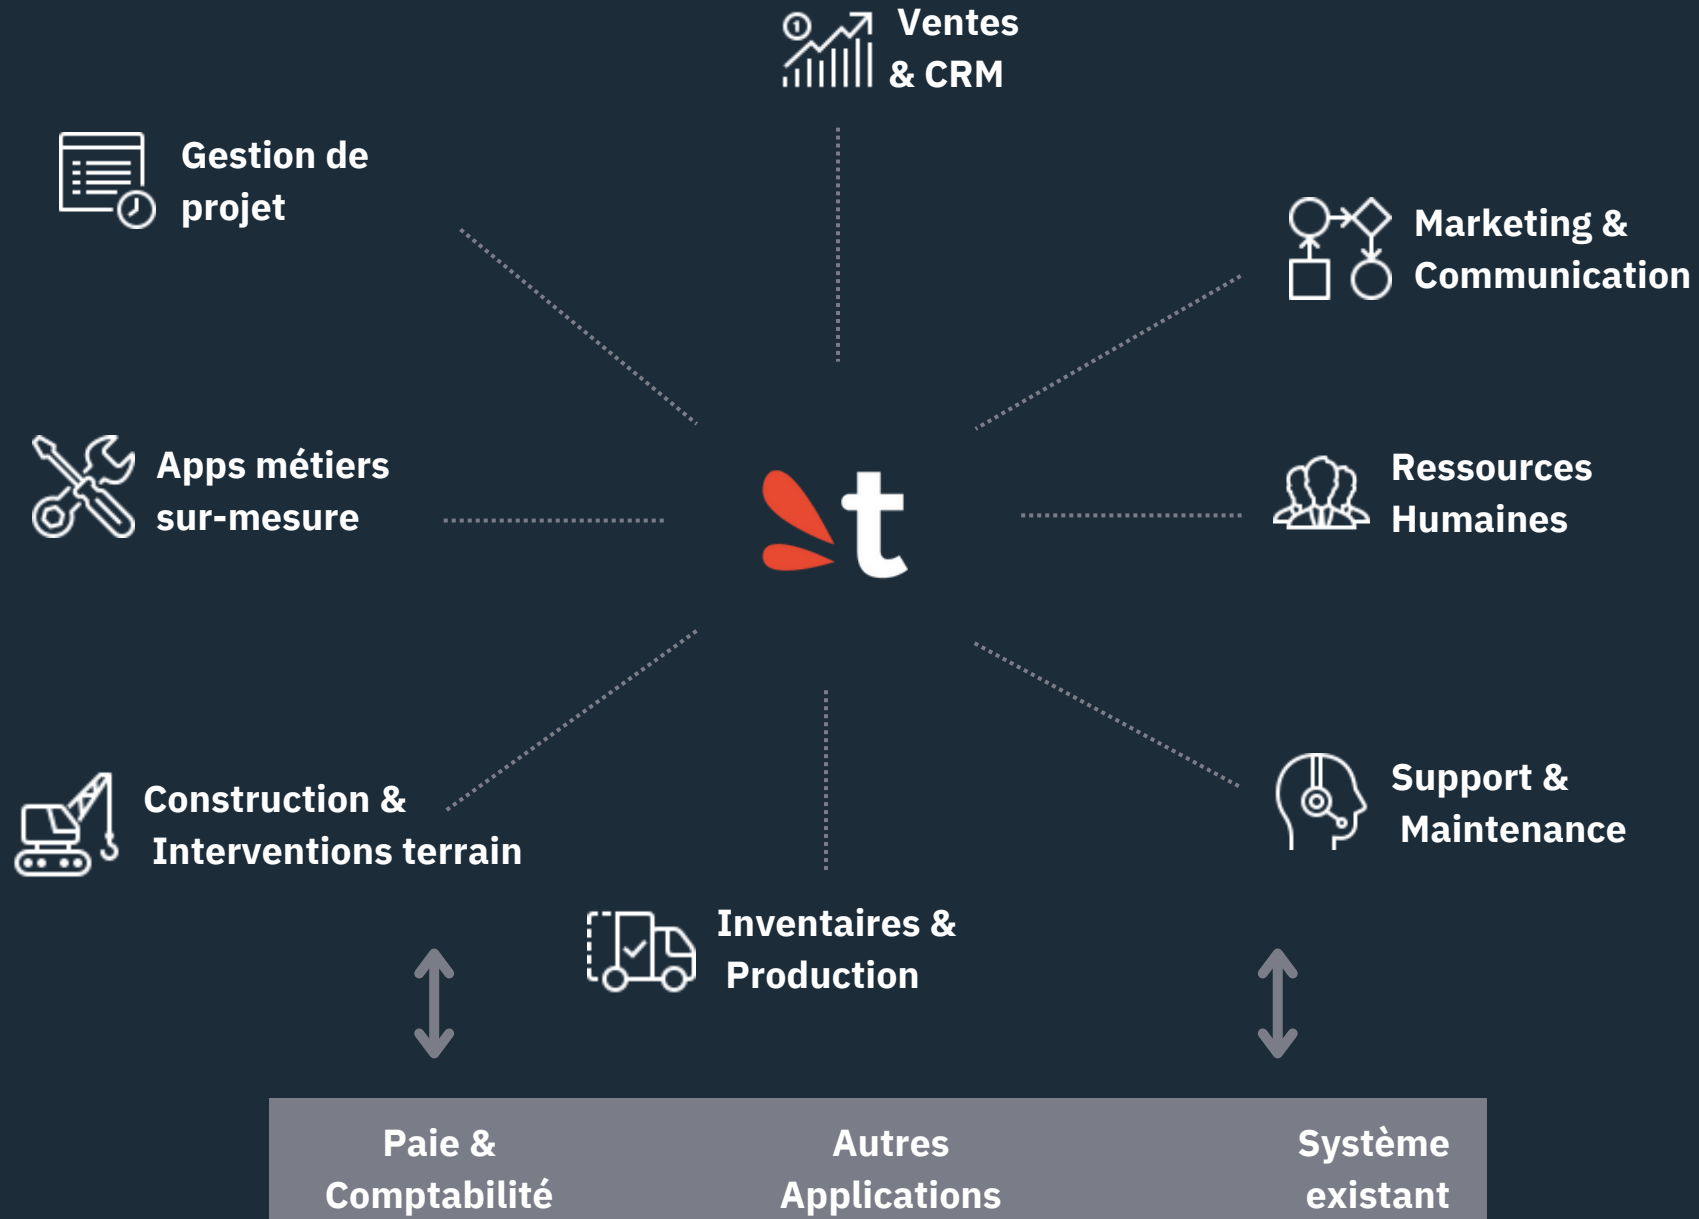 Ventes
& CRM
Gestion de
projet
Marketing &
Communication
Apps métiers
sur-mesure
t
Ressources
Humaines
Construction &
Interventions terrain
Support &
Maintenance
Inventaires &
Production
Paie &
Comptabilité
Autres
Applications
Système
existant